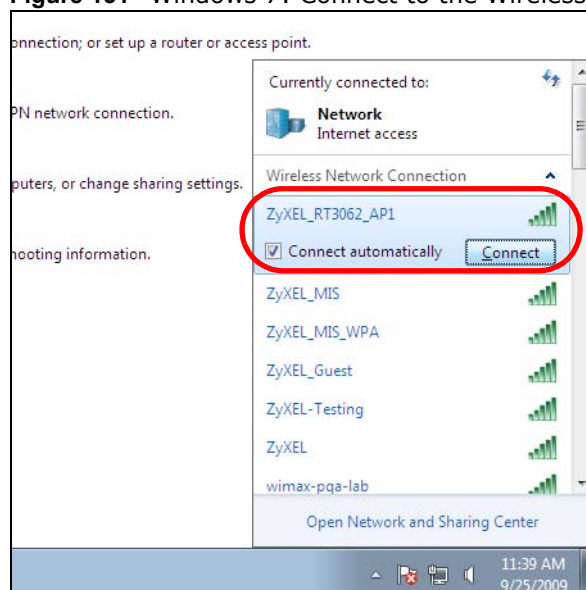 Windows 7: Connect to the Wireless
onnection; or set up a router or access point.
PN network connection.
puters, or change sharing settings.
nooting information.
Currently connected to:
Network
Internet access
Wireless Network Connection
ZyXEL_RT3062_AP1
Connect automatically Connect
ZyXEL_MIS
ZyXEL_MIS_WPA
ZyXEL_Guest
ZyXEL-Testing
ZyXEL
wimax-pqa-lab
Open Network and Sharing Center
11:39 AM
9/25/2009